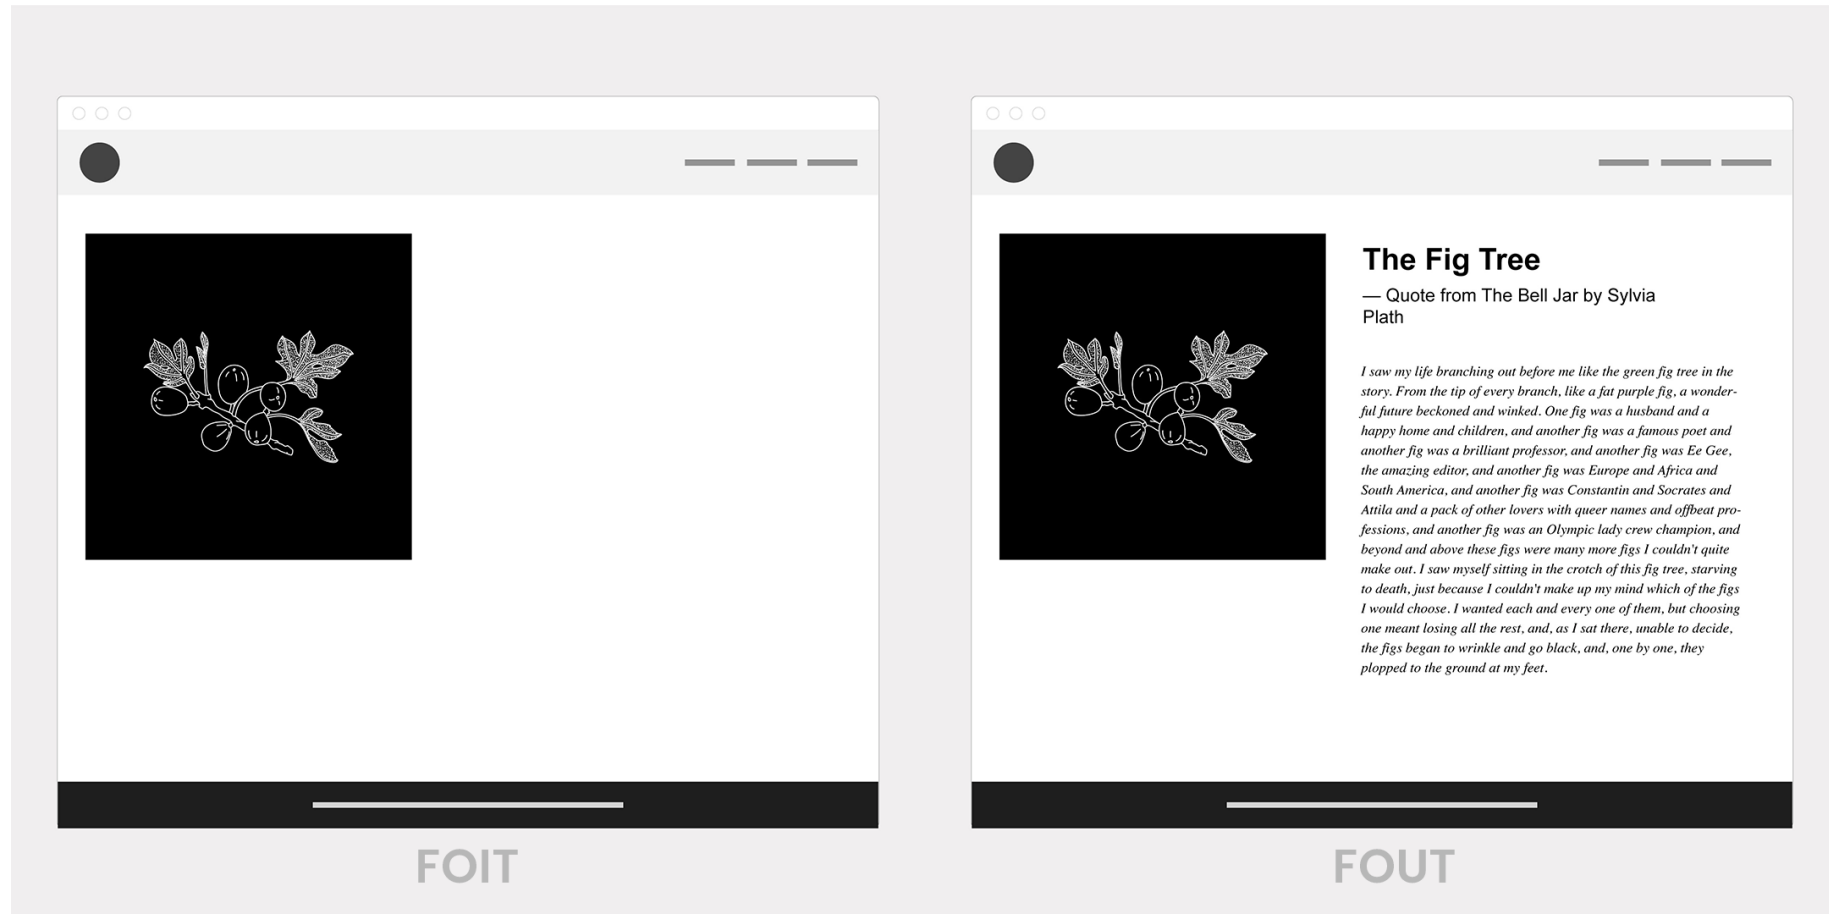 The Fig Tree
— Quote from The Bell Jar by Sylvia
Plath
I saw my life branching out before me like the green fig tree in the
story. From the tip of every branch, like a fat purple fig, a wonder-
ful future beckoned and winked. One fig was a husband and a
happy home and children, and another fig was a famous poet and
another fig was a brilliant professor, and another fig was Ee Gee,
the amazing editor, and another fig was Europe and Africa and
South America, and another fig was Constantin and Socrates and
Attila and a pack of other lovers with queer names and offbeat pro-
fessions, and another fig was an Olympic lady crew champion, and
beyond and above these figs were many more figs I couldn't quite
make out. I saw myself sitting in the crotch of this fig tree, starving
to death, just because I couldn't make up my mind which of the figs
I would choose. I wanted each and every one of them, but choosing
one meant losing all the rest, and, as I sat there, unable to decide,
the figs began to wrinkle and go black, and, one by one, they
plopped to the ground at my feet.
FOIT
FOUT